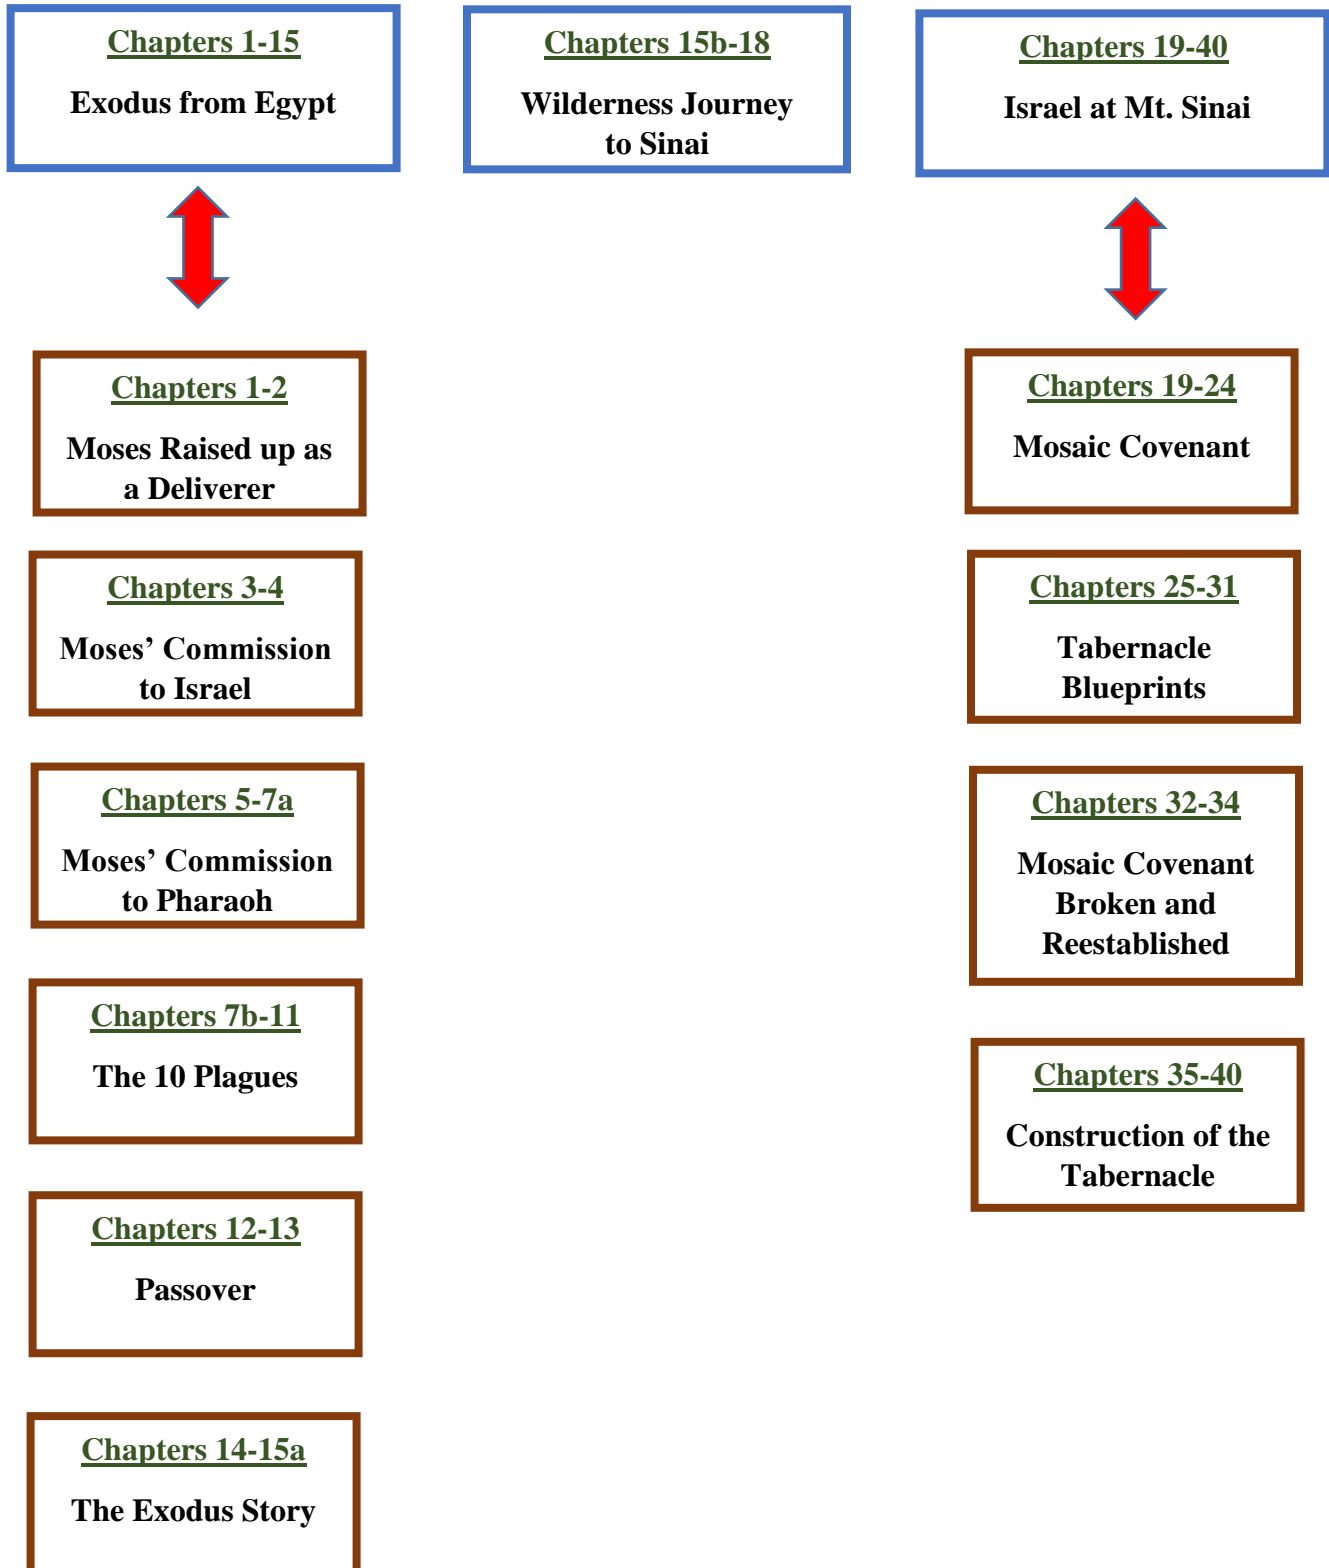 Chapters 1-15
Exodus from Egypt
Chapters 15b-18
Wilderness Journey
to Sinai
Chapters 19-40
Israel at Mt. Sinai
Chapters 1-2
Moses Raised up as
a Deliverer
Chapters 3-4
Moses’ Commission
to Israel
Chapters 5-7a
Moses’ Commission
to Pharaoh
Chapters 7b-11
The 10 Plagues
Chapters 12-13
Passover
Chapters 14-15a
The Exodus Story
Chapters 19-24
Mosaic Covenant
Chapters 25-31
Tabernacle
Blueprints
Chapters 32-34
Mosaic Covenant
Broken and
Reestablished
Chapters 35-40
Construction of the
Tabernacle